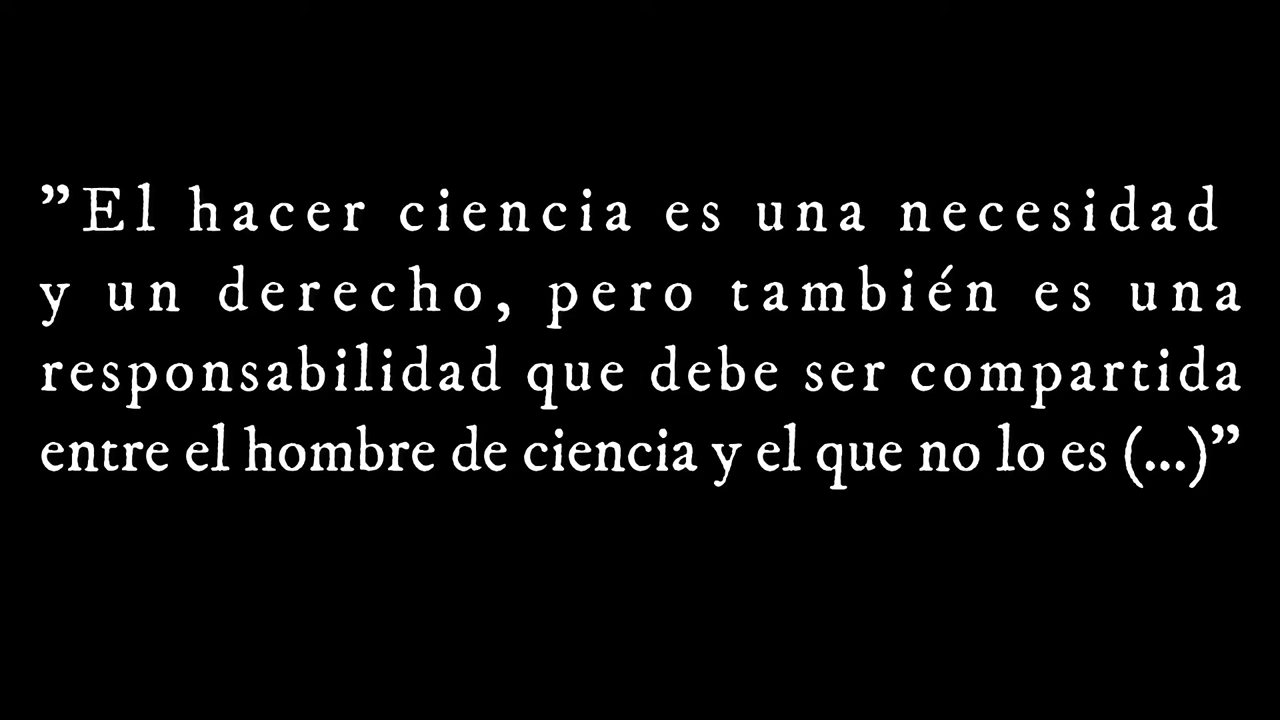 ”El hacer ciencia es una necesidad
y un derecho, pero también es una
responsabilidad que debe ser compartida
entre el hombre de ciencia y el que no lo es (...)”